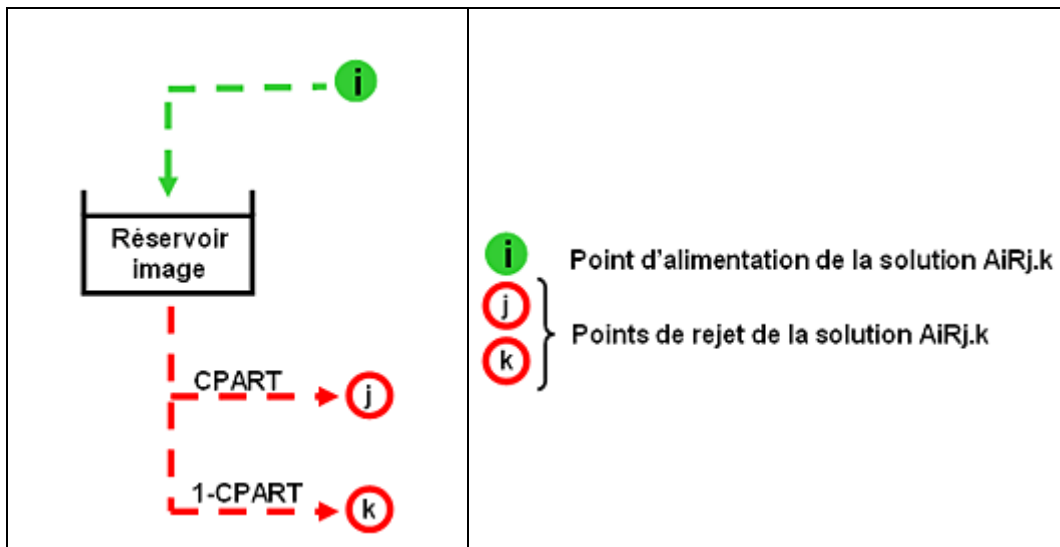 i
Réservoir
image
CPART
j
1-CPART
k
i Point d'alimentation de la solution AiRj.k
j
Points de rejet de la solution AiRj.k
k